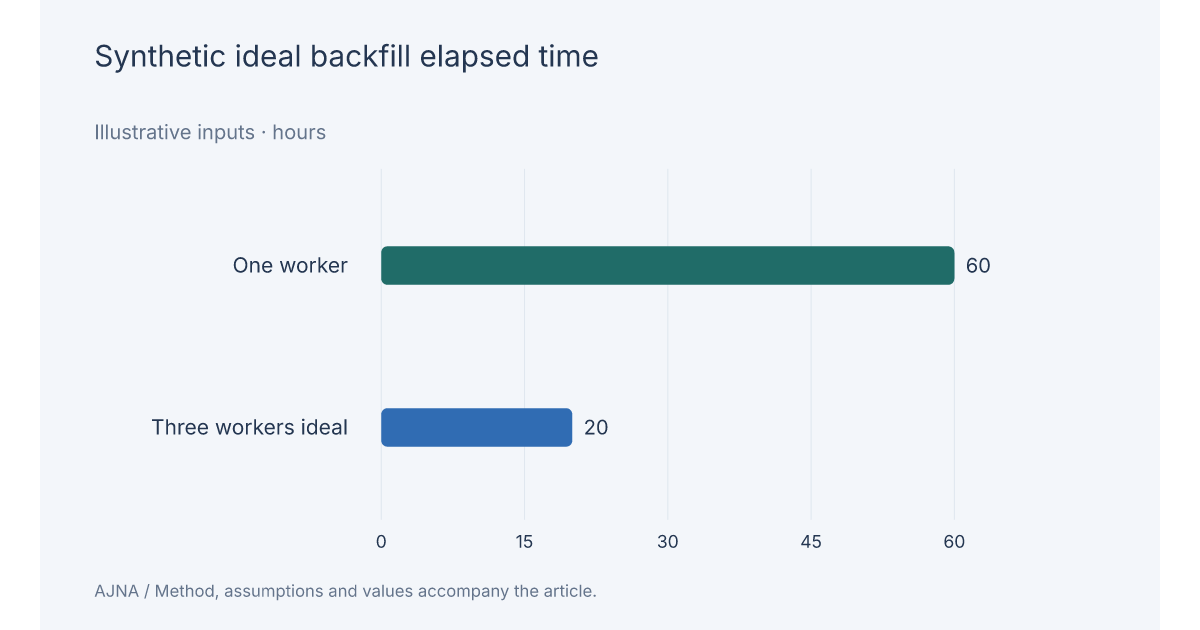 Synthetic ideal backfill elapsed time
Illustrative inputs · hours
One worker
60
Three workers ideal
20
0 15 30 45 60
AJNA / Method, assumptions and values accompany the article.